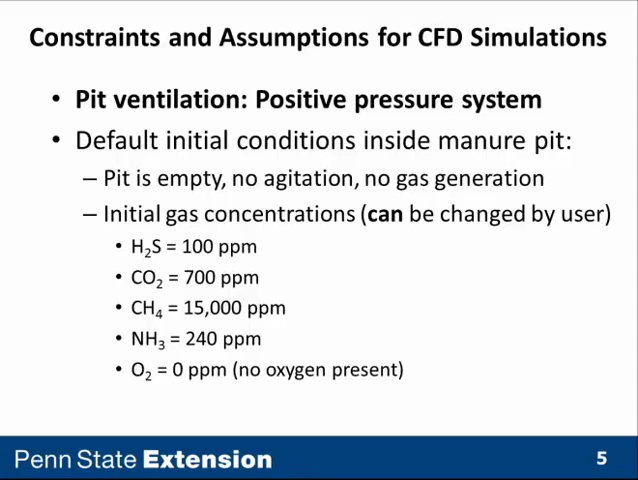 Constraints and Assumptions for CFD Simulations
• Pit ventilation: Positive pressure system
• Default initial conditions inside manure pit:
– Pit is empty, no agitation, no gas generation
– Initial gas concentrations (can be changed by user)
• H₂S = 100 ppm
• CO₂ = 700 ppm
• CH₄ = 15,000 ppm
• NH₃ = 240 ppm
• O₂ = 0 ppm (no oxygen present)
Penn State Extension
5